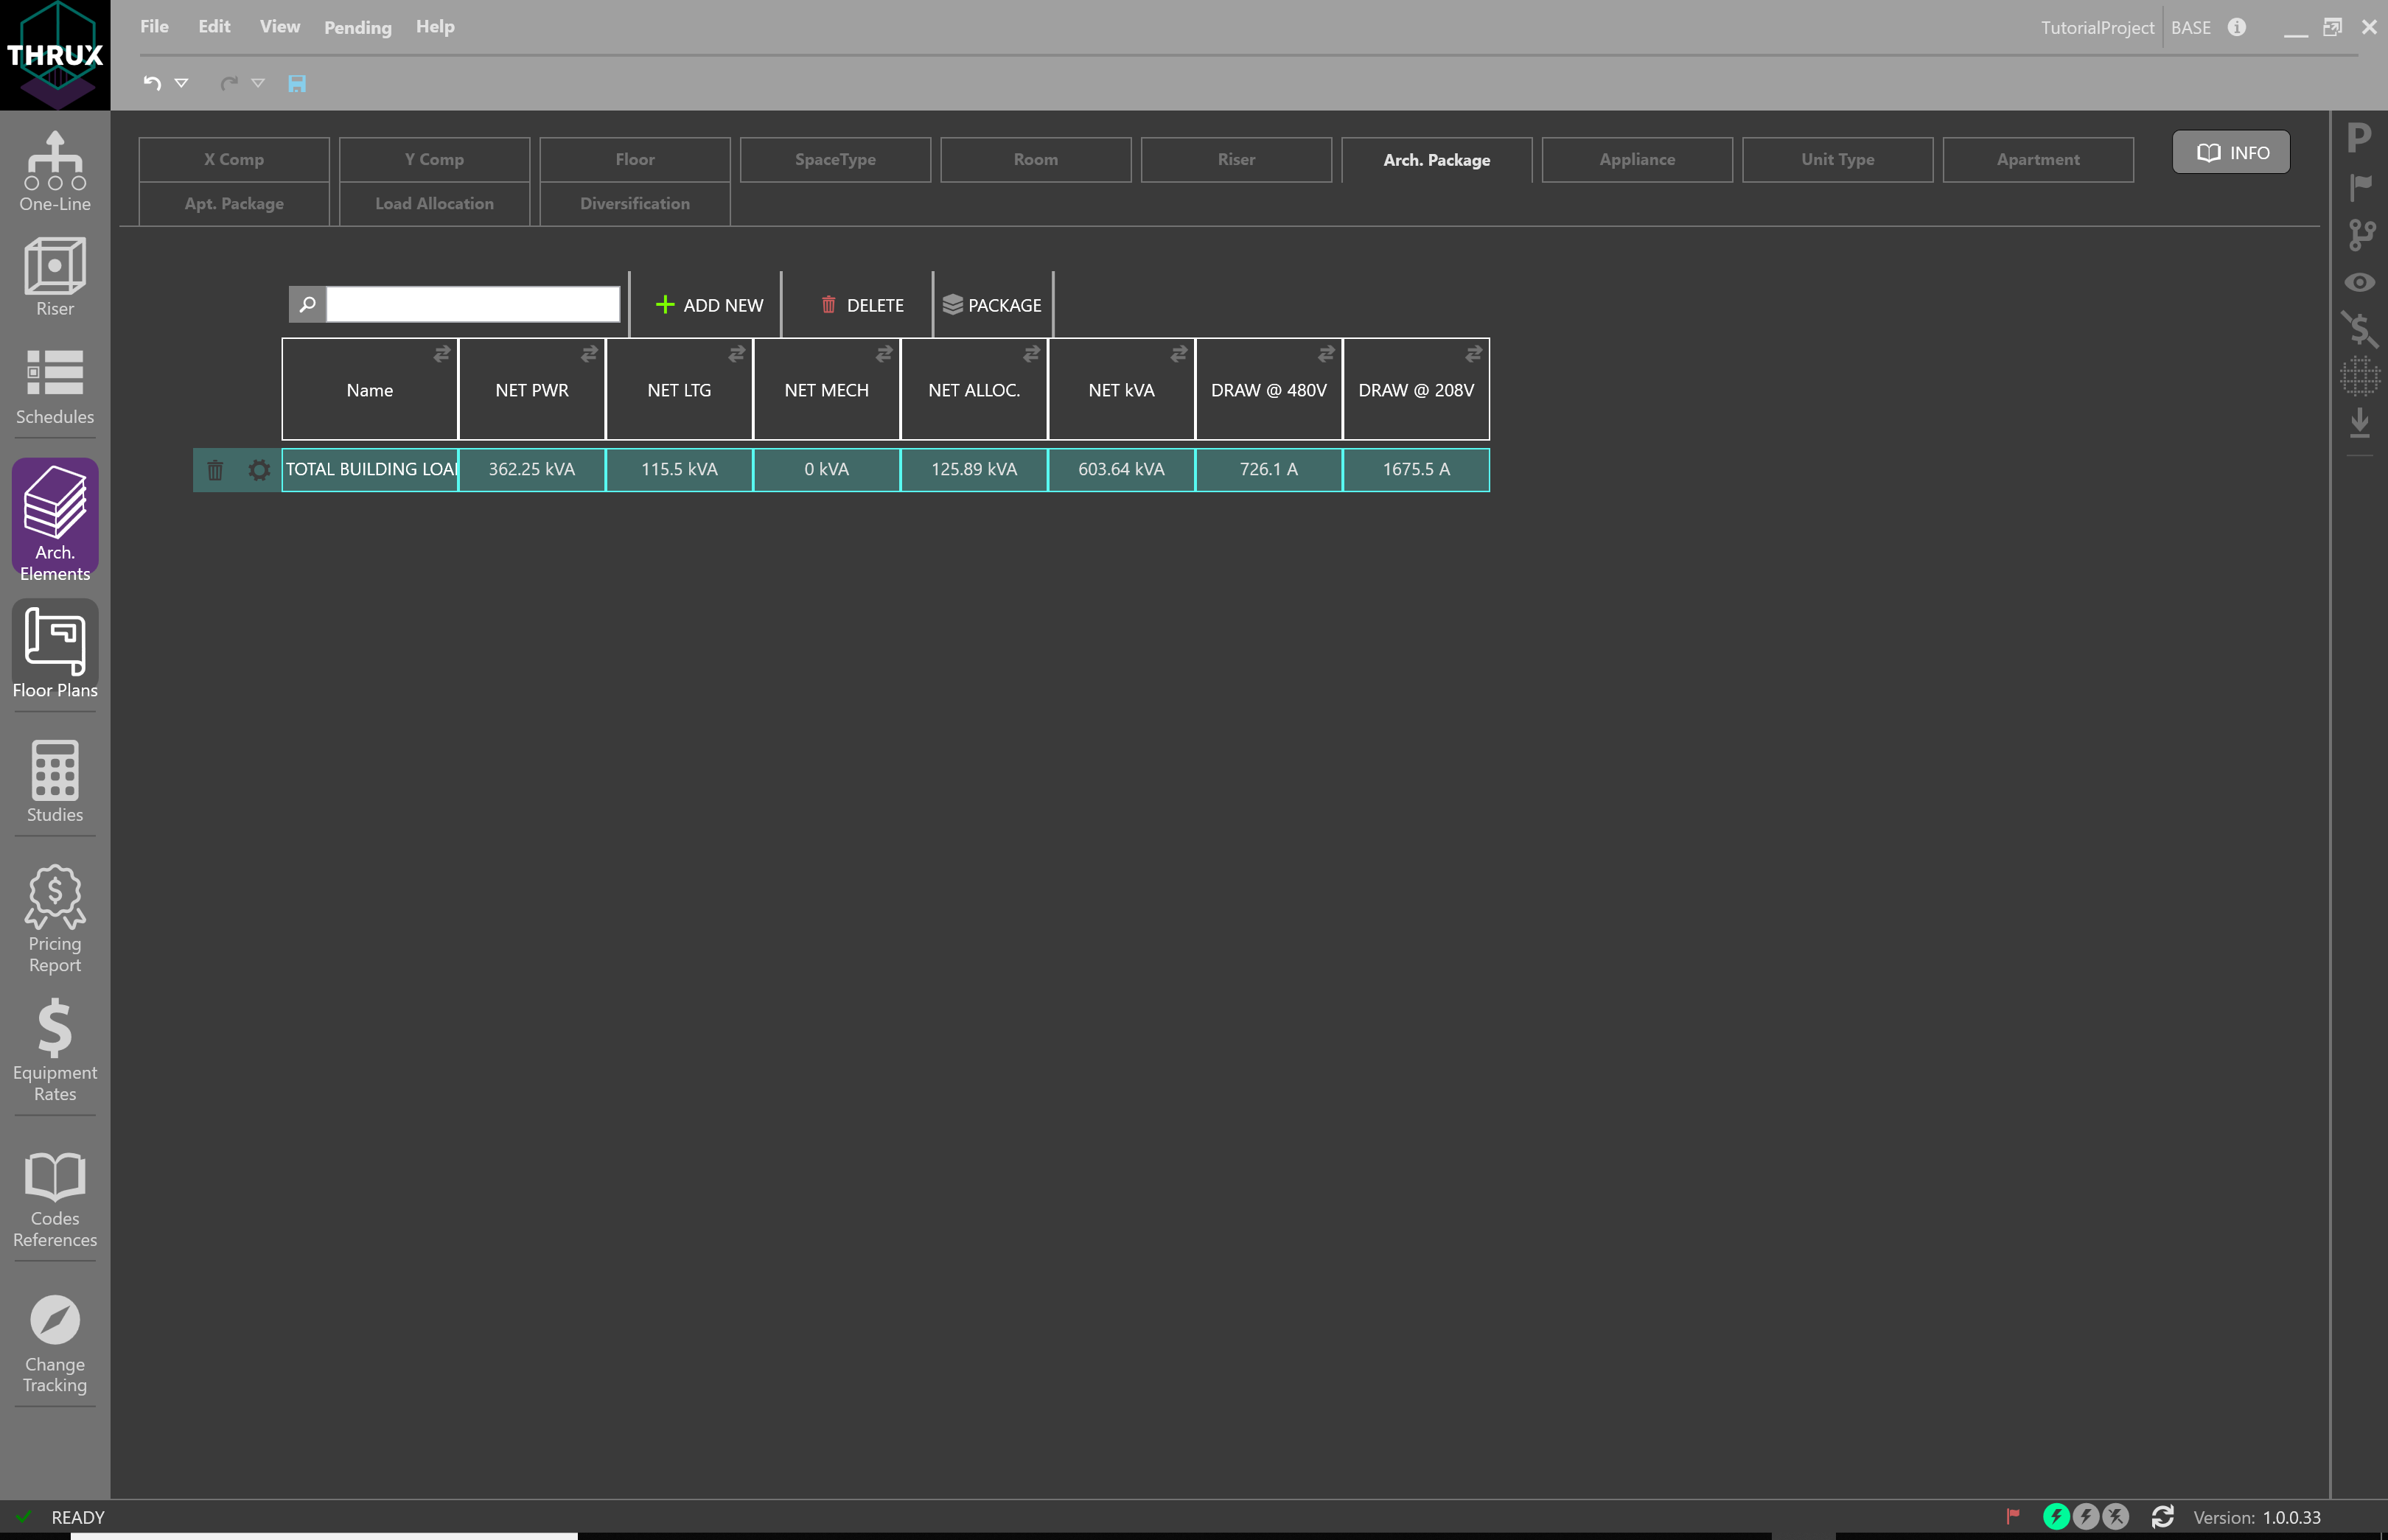 THRUX
File Edit View Pending Help
TutorialProject BASE
X Comp Y Comp Floor SpaceType Room Riser Arch. Package Appliance Unit Type Apartment
INFO
Apt. Package Load Allocation Diversification
ADD NEW DELETE PACKAGE
Name NET PWR NET LTG NET MECH NET ALLOC. NET kVA DRAW @ 480V DRAW @ 208V
TOTAL BUILDING LOA 362.25 kVA 115.5 kVA 0 kVA 125.89 kVA 603.64 kVA 726.1 A 1675.5 A
One-Line
Riser
Schedules
Arch.
Elements
Floor Plans
Studies
Pricing
Report
Equipment
Rates
Codes
References
Change
Tracking
P
READY
Version: 1.0.0.33